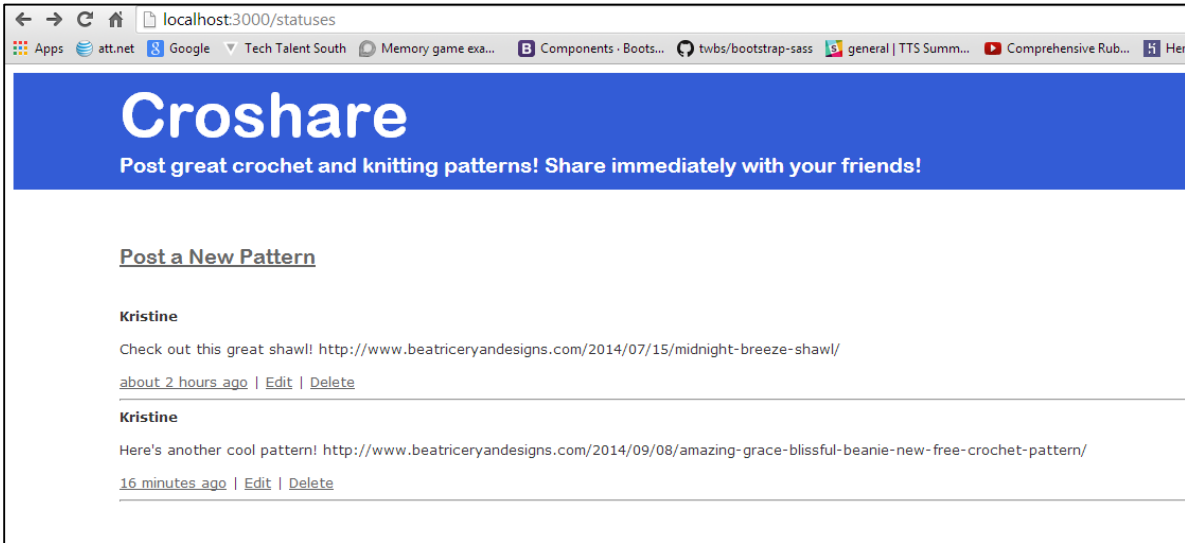 localhost:3000/statuses
Apps att.net Google Tech Talent South Memory game exa... Components · Boots... twbs/bootstrap-sass general | TTS Summ... Comprehensive Rub... Her
Croshare
Post great crochet and knitting patterns! Share immediately with your friends!
Post a New Pattern
Kristine
Check out this great shawl! http://www.beatriceryandesigns.com/2014/07/15/midnight-breeze-shawl/
about 2 hours ago | Edit | Delete
Kristine
Here's another cool pattern! http://www.beatriceryandesigns.com/2014/09/08/amazing-grace-blissful-beanie-new-free-crochet-pattern/
16 minutes ago | Edit | Delete